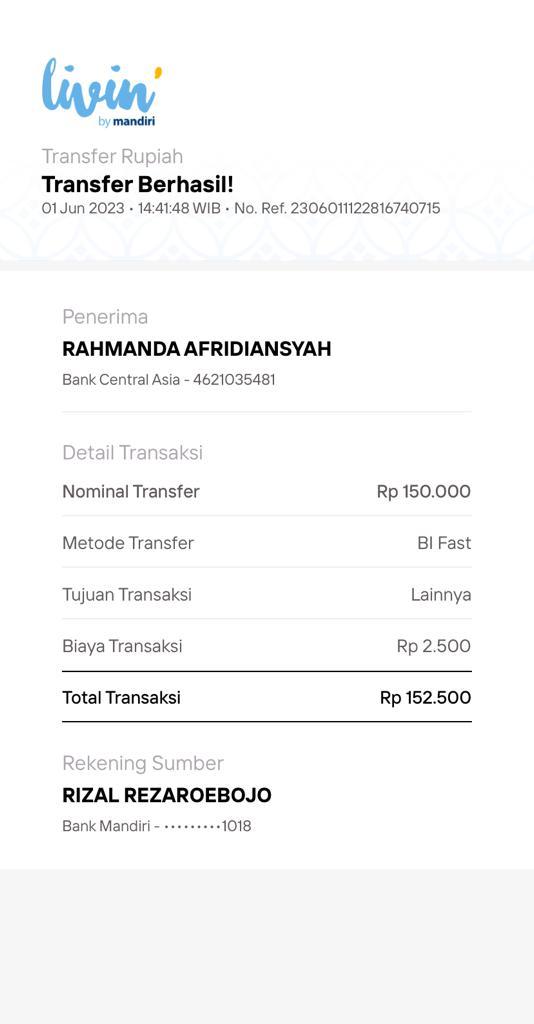 livin'
by mandiri
Transfer Rupiah
Transfer Berhasil!
01 Jun 2023 • 14:41:48 WIB • No. Ref. 2306011122816740715
Penerima
RAHMANDA AFRIDIANSYAH
Bank Central Asia - 4621035481
Detail Transaksi
Nominal Transfer Rp 150.000
Metode Transfer BI Fast
Tujuan Transaksi Lainnya
Biaya Transaksi Rp 2.500
Total Transaksi Rp 152.500
Rekening Sumber
RIZAL REZAROEBOJO
Bank Mandiri - •••••••••1018